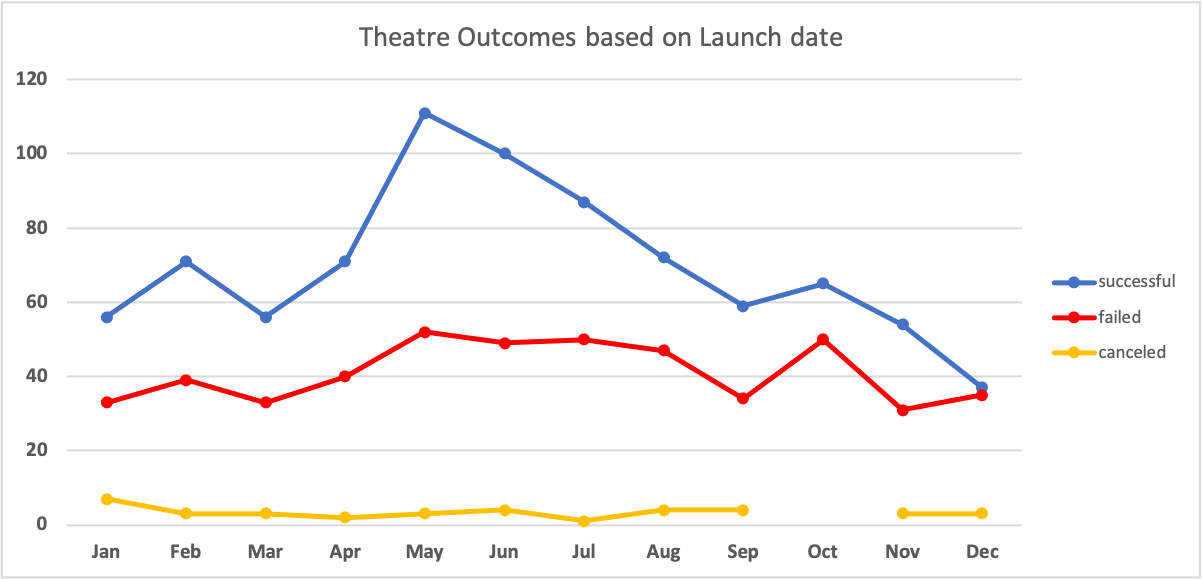 Theatre Outcomes based on Launch date
120
100
80
60
40
20
0
Jan Feb Mar Apr May Jun Jul Aug Sep Oct Nov Dec
successful
failed
canceled